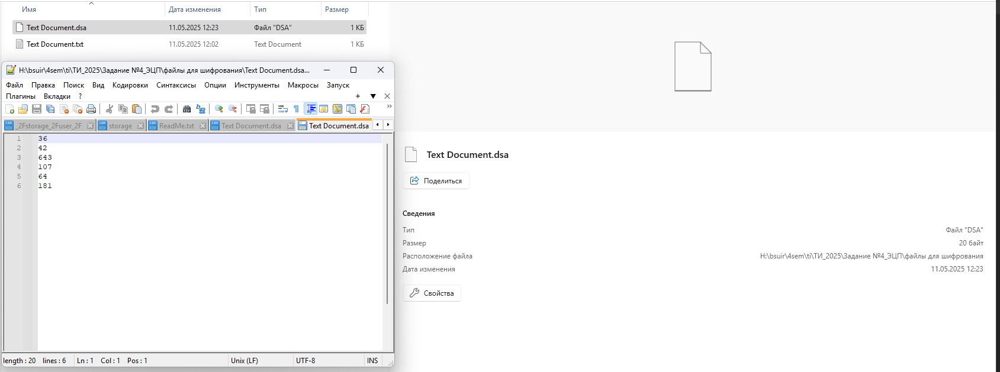 Имя Дата изменения Тип Размер
Text Document.dsa 11.05.2025 12:23 Файл "DSA" 1 КБ
Text Document.txt 11.05.2025 12:02 Text Document 1 КБ
H:\bsuir\4sem\ti\ТИ_2025\Задание №4_ЭЦП\файлы для шифрования\Text Document.dsa...
Файл Правка Поиск Вид Кодировки Синтаксисы Опции Инструменты Макросы Запуск
Плагины Вкладки ?
_2Fstorage_2Fuser_2F storage ReadMe.txt Text Document.dsa Text Document.dsa
1 36
2 42
3 643
4 107
5 64
6 181
length : 20 lines : 6 Ln : 1 Col : 1 Pos : 1 Unix (LF) UTF-8 INS
Text Document.dsa
Поделиться
Сведения
Тип Файл "DSA"
Размер 20 байт
Расположение файла H:\bsuir\4sem\ti\ТИ_2025\Задание №4_ЭЦП\файлы для шифрования
Дата изменения 11.05.2025 12:23
Свойства